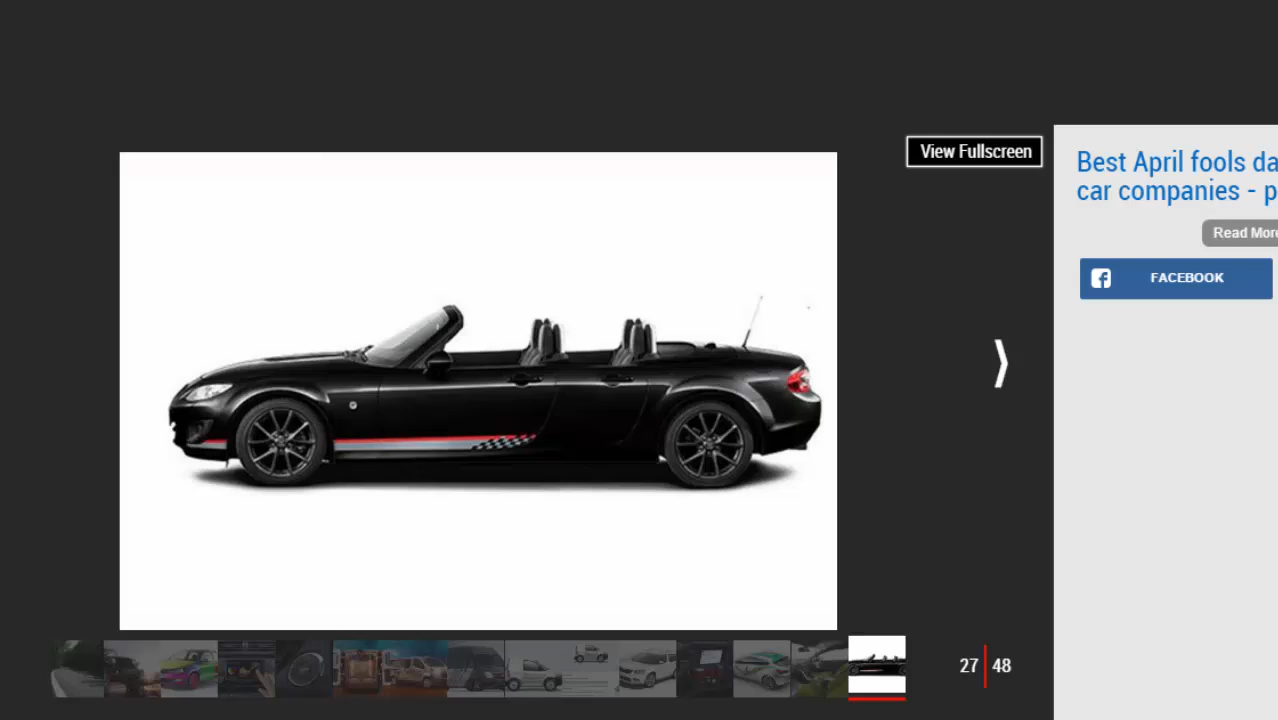 View Fullscreen
Best April fools da
car companies - p
Read More
FACEBOOK
27 48